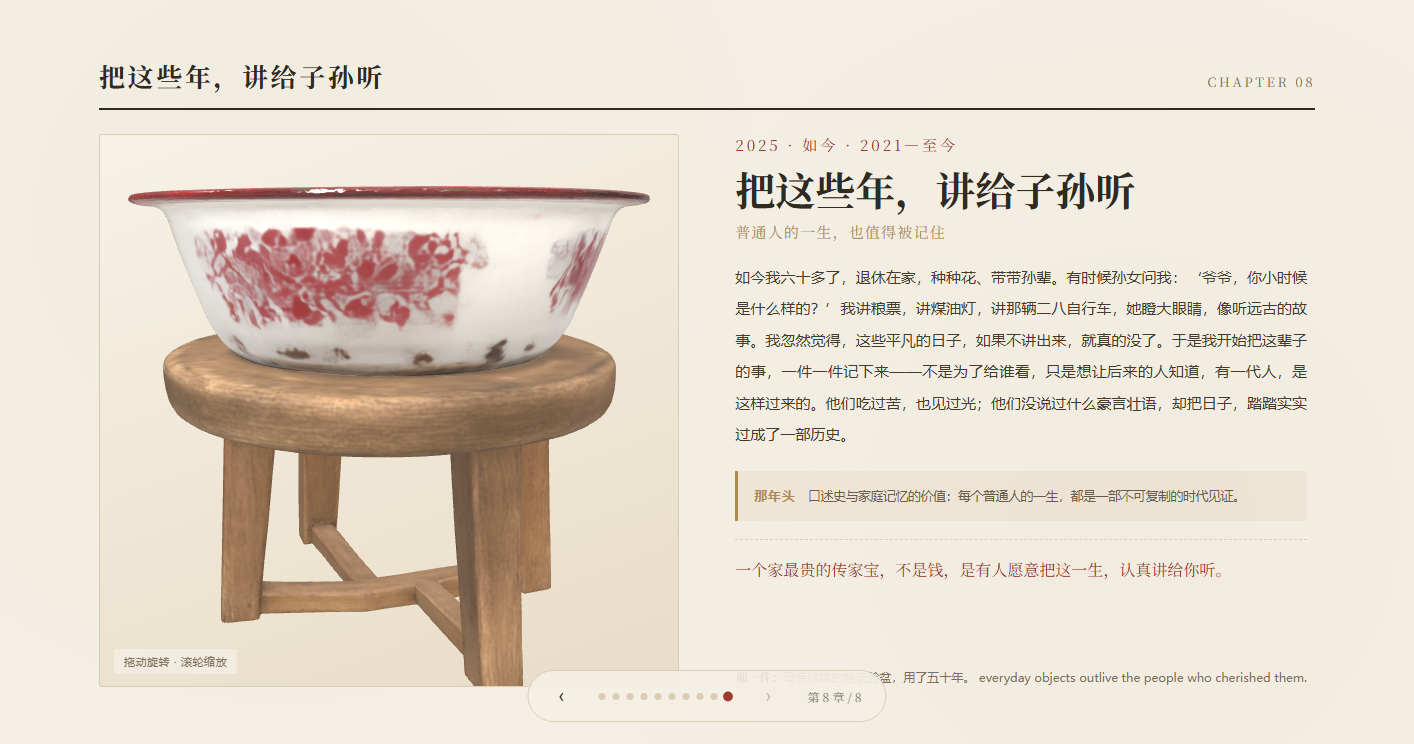 把这些年，讲给子孙听
CHAPTER 08
2025 · 如今 · 2021—至今
把这些年，讲给子孙听
普通人的一生，也值得被记住
如今我六十多了，退休在家，种种花、带带孙辈。有时候孙女问我：‘爷爷，你小时候
是什么样的？’我讲粮票，讲煤油灯，讲那辆二八自行车，她瞪大眼睛，像听远古的故
事。我忽然觉得，这些平凡的日子，如果不讲出来，就真的没了。于是我开始把这辈子
的事，一件一件记下来——不是为了给谁看，只是想让后来的人知道，有一代人，是
这样过来的。他们吃过苦，也见过光；他们没说过什么豪言壮语，却把日子，踏踏实实
过成了一部历史。
那年头 口述史与家庭记忆的价值：每个普通人的一生，都是一部不可复制的时代见证。
一个家最贵的传家宝，不是钱，是有人愿意把这一生，认真讲给你听。
拖动旋转 · 滚轮缩放
盆，用了五十年。 everyday objects outlive the people who cherished them.
‹ › 第 8 章 / 8